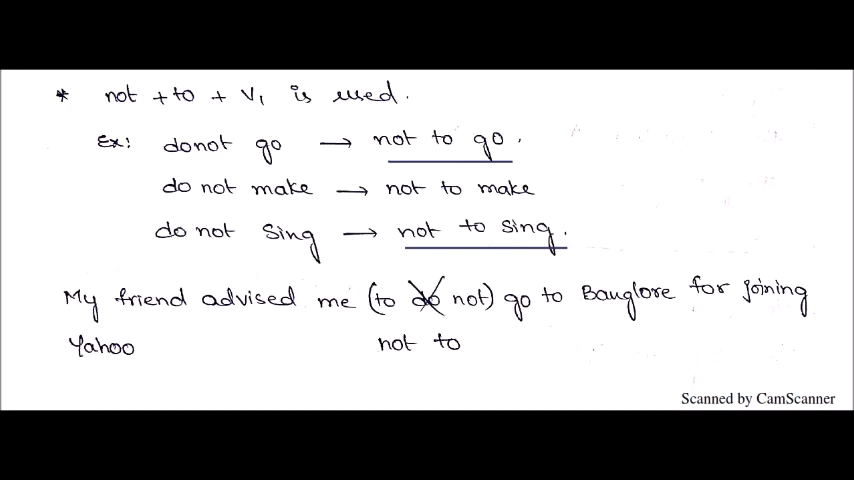 * not + to + V1 is used.
Ex: donot go → not to go.
do not make → not to make
do not Sing → not to sing.
My friend advised me (to do not) go to Banglore for joining
Yahoo not to
Scanned by CamScanner